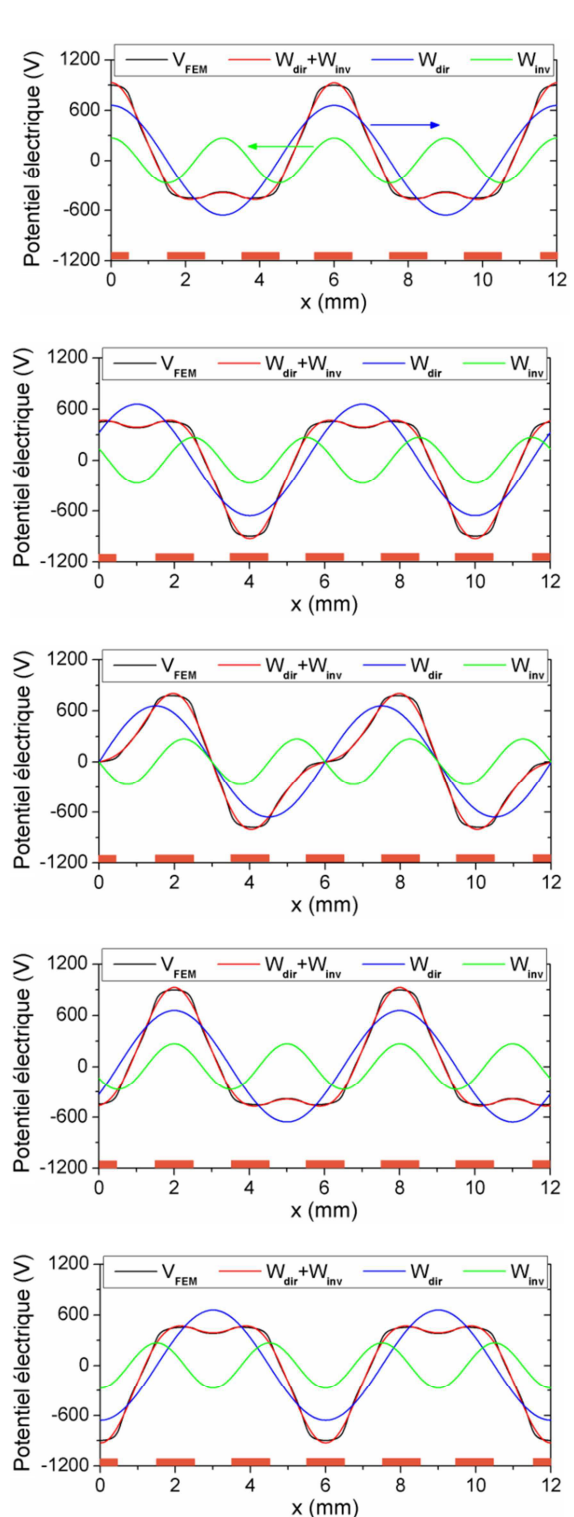 V_FEM W_dir+W_inv W_dir W_inv
Potentiel électrique (V)
1200
600
0
-600
-1200
0 2 4 6 8 10 12
x (mm)
V_FEM W_dir+W_inv W_dir W_inv
Potentiel électrique (V)
1200
600
0
-600
-1200
0 2 4 6 8 10 12
x (mm)
V_FEM W_dir+W_inv W_dir W_inv
Potentiel électrique (V)
1200
600
0
-600
-1200
0 2 4 6 8 10 12
x (mm)
V_FEM W_dir+W_inv W_dir W_inv
Potentiel électrique (V)
1200
600
0
-600
-1200
0 2 4 6 8 10 12
x (mm)
V_FEM W_dir+W_inv W_dir W_inv
Potentiel électrique (V)
1200
600
0
-600
-1200
0 2 4 6 8 10 12
x (mm)